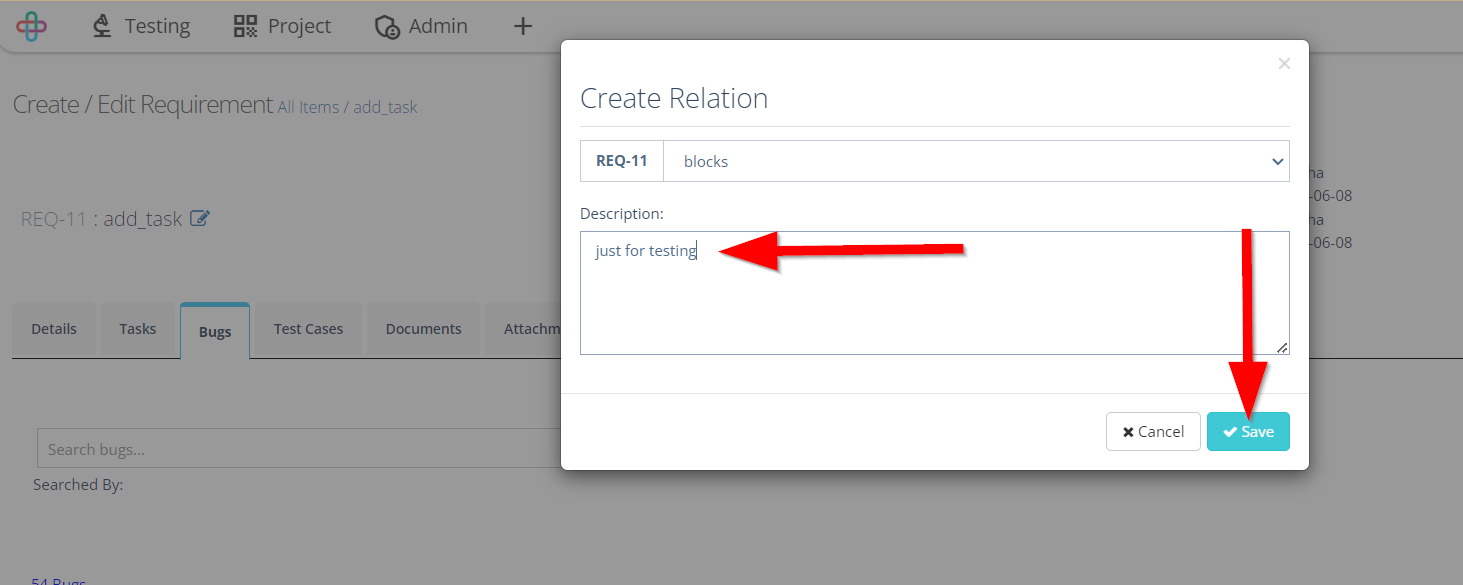 Testing Project Admin
×
Create Relation
Create / Edit Requirement All Items / add_task
REQ-11 blocks
-06-08
Description:
REQ-11 : add_task
just for testing
-06-08
Details Tasks Bugs Test Cases Documents Attachm
Cancel Save
Search bugs...
Searched By:
54 Bugs